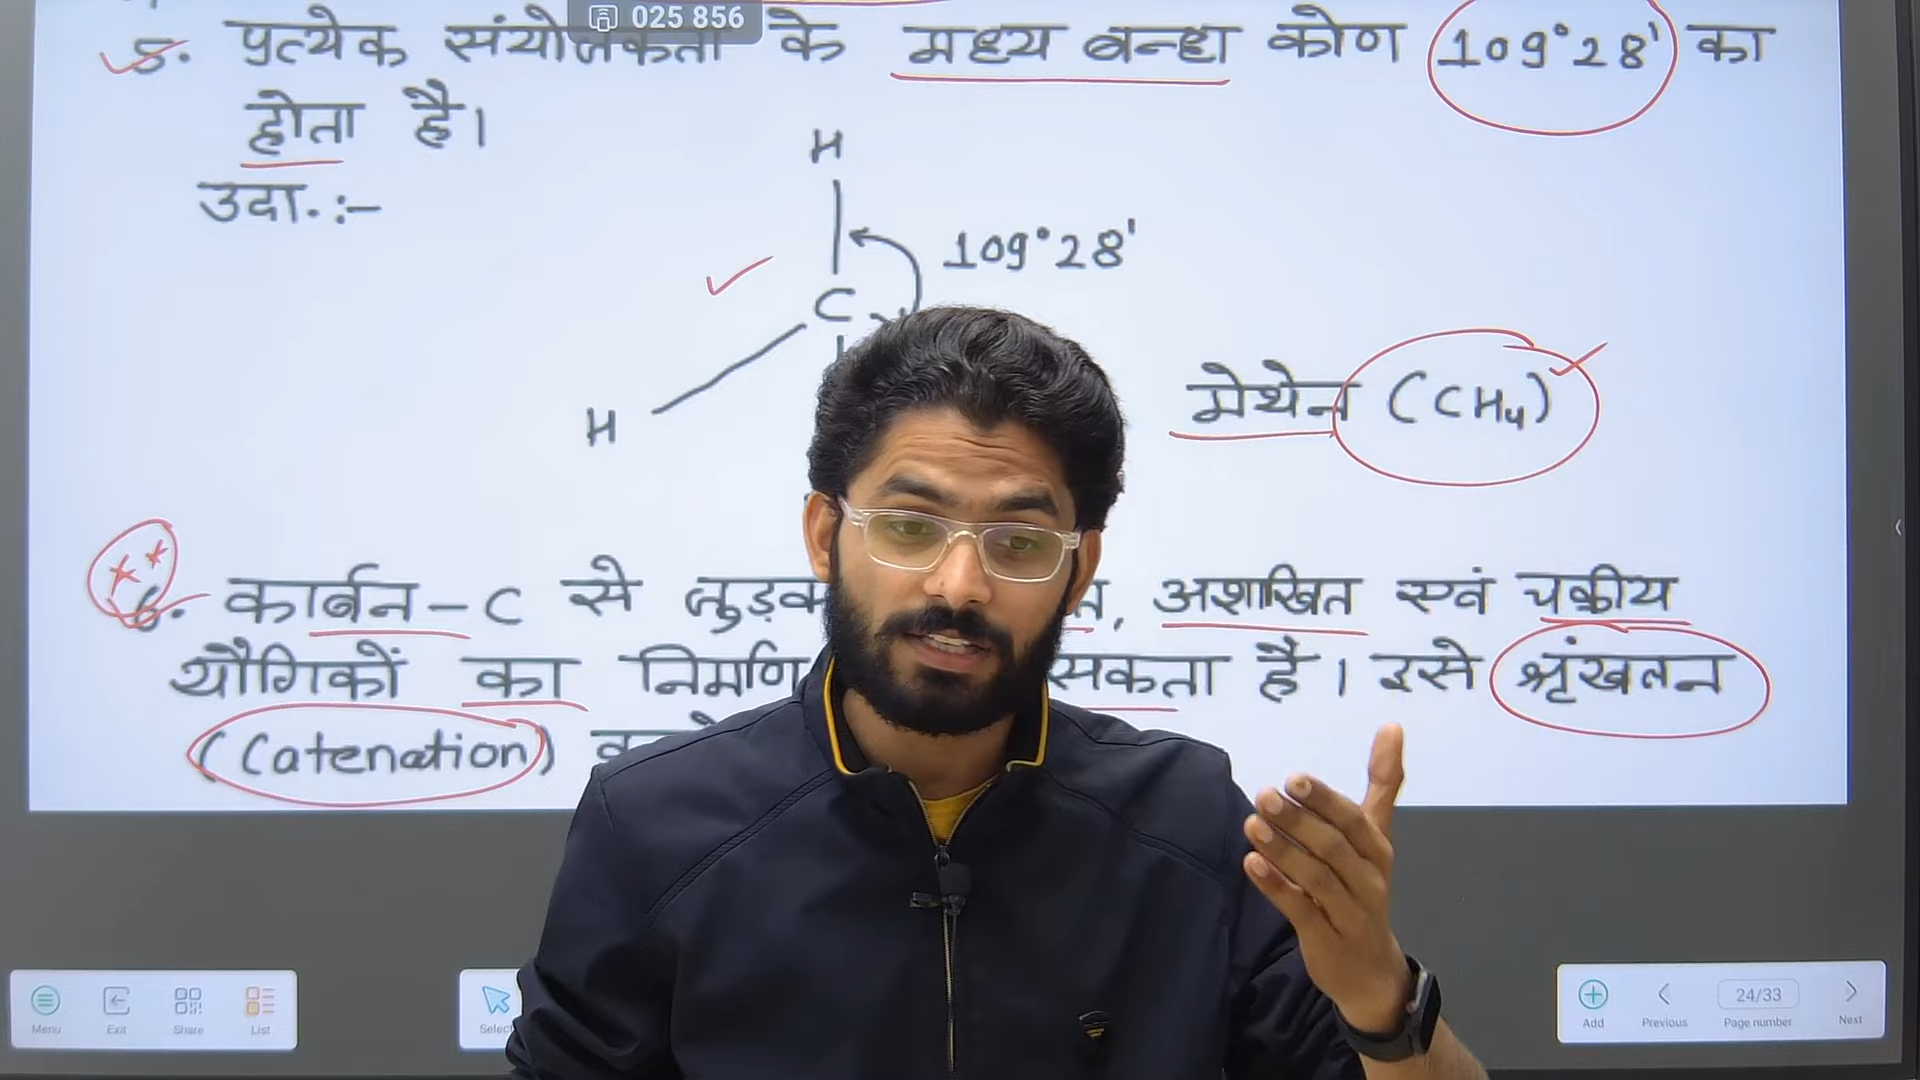 025 856
5. प्रत्येक संयोजकता के मध्य बन्ध कोण 109°28' का
होता है।
उदा. :-
H
109°28'
C
H
मेथेन (CH₄)
6. कार्बन-C से अशाखित एवं चक्रीय
यौगिकों का सकता है। इसे श्रृंखलन
(Catenation)
Menu
Exit
Share
List
Select
Add
Previous
24/33
Page number
Next